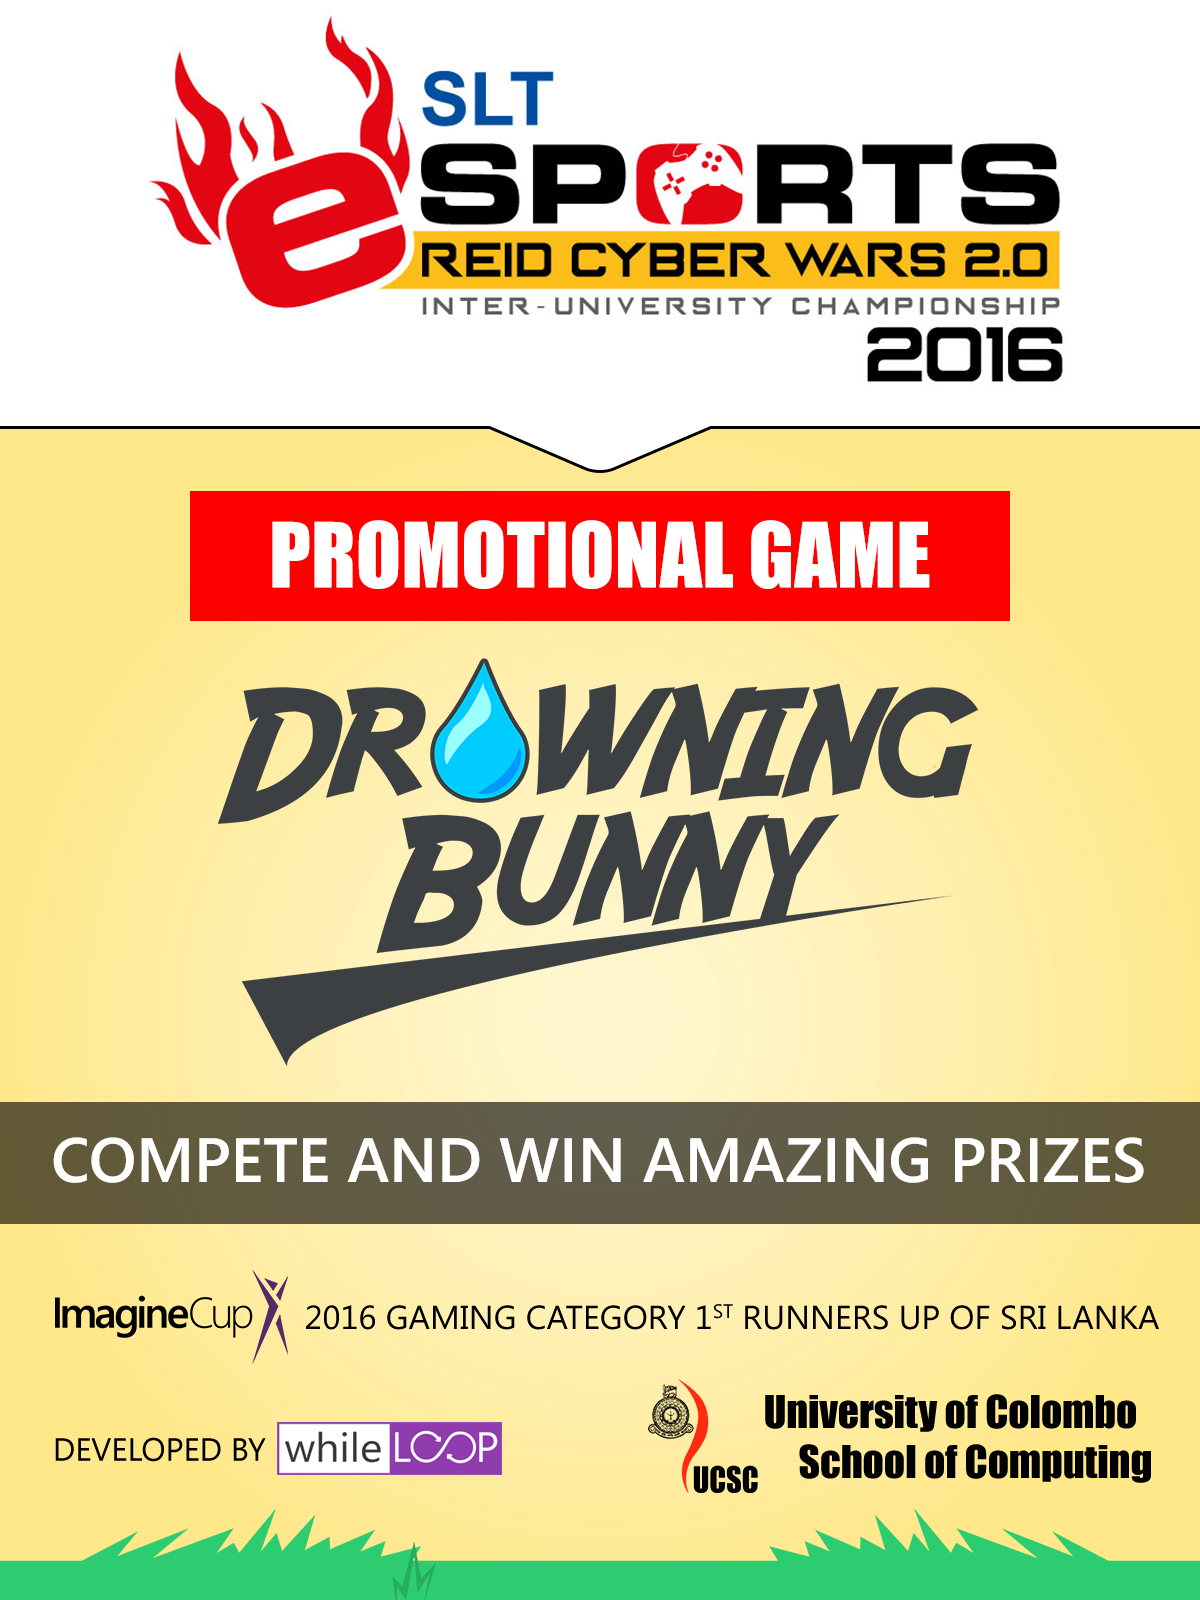 SLT
eSPORTS
REID CYBER WARS 2.0
INTER-UNIVERSITY CHAMPIONSHIP
2016
PROMOTIONAL GAME
DROWNING
BUNNY
COMPETE AND WIN AMAZING PRIZES
ImagineCup 2016 GAMING CATEGORY 1ST RUNNERS UP OF SRI LANKA
DEVELOPED BY while LOOP
UCSC
University of Colombo
School of Computing